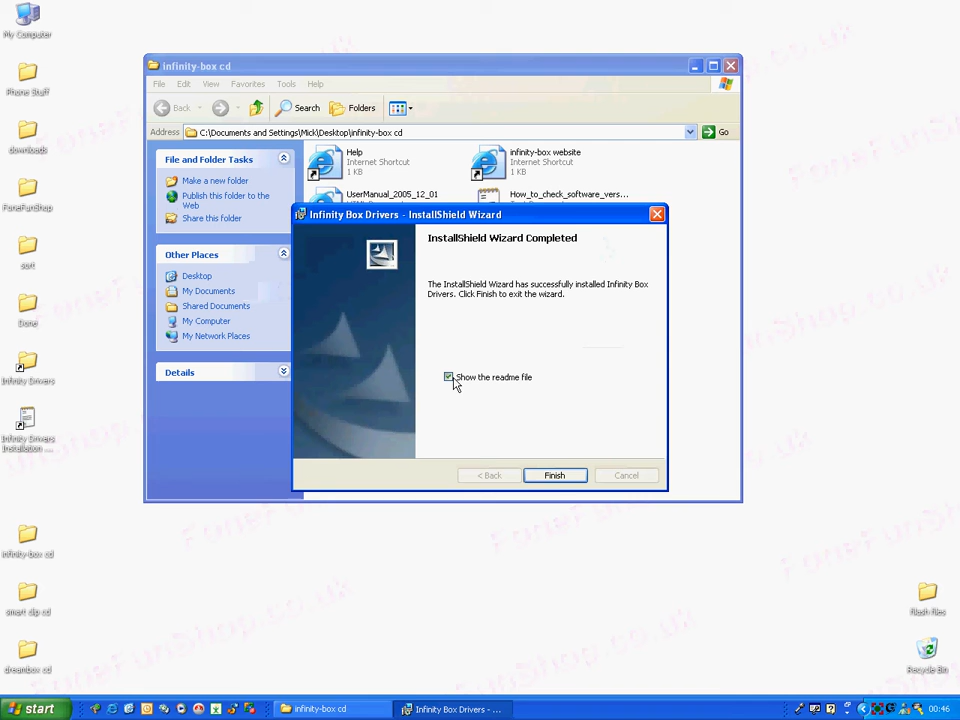 My Computer
Phone Stuff
downloads
FoneFunShop
sort
Done
Infinity Drivers
Infinity Drivers
Installation ...
infinity-box cd
smart clip cd
dreambox cd
flash files
Recycle Bin
infinity-box cd
File Edit View Favorites Tools Help
Back Search Folders
Address C:\Documents and Settings\Mick\Desktop\infinity-box cd Go
File and Folder Tasks
Make a new folder
Publish this folder to the
Web
Share this folder
Other Places
Desktop
My Documents
Shared Documents
My Computer
My Network Places
Details
Help
Internet Shortcut
1 KB
infinity-box website
Internet Shortcut
1 KB
UserManual_2005_12_01
How_to_check_software_vers...
Infinity Box Drivers - InstallShield Wizard
InstallShield Wizard Completed
The InstallShield Wizard has successfully installed Infinity Box
Drivers. Click Finish to exit the wizard.
Show the readme file
< Back Finish Cancel
FoneFunShop.co.uk
start infinity-box cd Infinity Box Drivers - ... 00:46